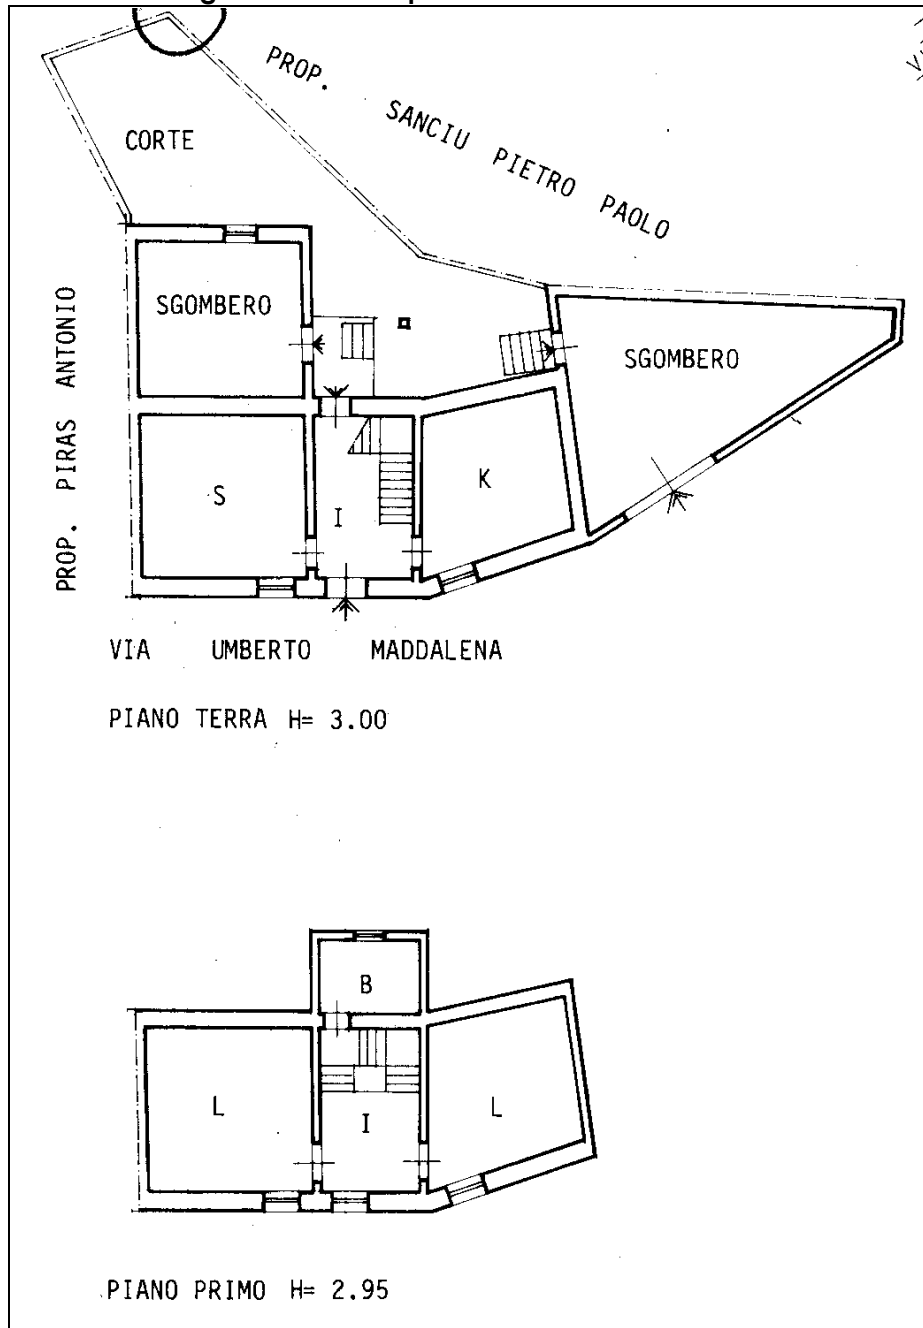 PROP. SANCIU PIETRO PAOLO
CORTE
PROP. PIRAS ANTONIO
SGOMBERO
SGOMBERO
S
I
K
VIA UMBERTO MADDALENA
PIANO TERRA H= 3.00
B
L
I
L
PIANO PRIMO H= 2.95